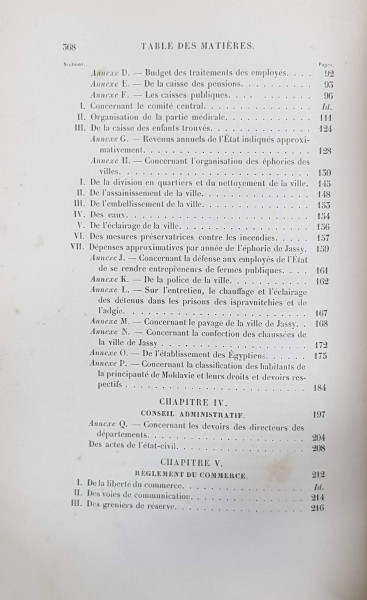 368 TABLE DES MATIÈRES.
Sections. Pages.
Annexe D. — Budget des traitements des employés. . . . . 92
Annexe E. — De la caisse des pensions. . . . . . . . 93
Annexe F. — Les caisses publiques. . . . . . . . . 96
I. Concernant le comité central. . . . . . . . . . . Id.
II. Organisation de la partie médicale. . . . . . . . . 111
III. De la caisse des enfants trouvés. . . . . . . . . . 124
Annexe G. — Revenus annuels de l'État indiqués approxi-
mativement. . . . . . . . . . . . . . . . 128
Annexe H. — Concernant l'organisation des éphories des
villes. . . . . . . . . . . . . . . . . . 130
I. De la division en quartiers et du nettoyement de la ville. 145
II. De l'assainissement de la ville. . . . . . . . . . . 148
III. De l'embellissement de la ville. . . . . . . . . . . 153
IV. Des eaux. . . . . . . . . . . . . . . . . . 154
V. De l'éclairage de la ville. . . . . . . . . . . . . 156
VI. Des mesures préservatrices contre les incendies. . . . . 157
VII. Dépenses approximatives par année de l'éphorie de Jassy. 159
Annexe J. — Concernant la défense aux employés de l'État
de se rendre entrepreneurs de fermes publiques. . . . 161
Annexe K. — De la police de la ville. . . . . . . . 162
Annexe L. — Sur l'entretien, le chauffage et l'éclairage
des détenus dans les prisons des ispravnitchies et de
l'adgie. . . . . . . . . . . . . . . . . . 167
Annexe M. — Concernant le pavage de la ville de Jassy. . 168
Annexe N. — Concernant la confection des chaussées de
la ville de Jassy . . . . . . . . . . . . . . 172
Annexe O. — De l'établissement des Égyptiens. . . . . 175
Annexe P. — Concernant la classification des habitants de
la principauté de Moldavie et leurs droits et devoirs res-
pectifs . . . . . . . . . . . . . . . . . 184
CHAPITRE IV.
CONSEIL ADMINISTRATIF. 197
Annexe Q. — Concernant les devoirs des directeurs des
départements. . . . . . . . . . . . . . . . 204
Des actes de l'état-civil. . . . . . . . . . . . . . 208
CHAPITRE V.
RÈGLEMENT DU COMMERCE. 212
I. De la liberté du commerce. . . . . . . . . . . . Id.
II. Des voies de communication. . . . . . . . . . . 214
III. Des greniers de réserve. . . . . . . . . . . . . 216